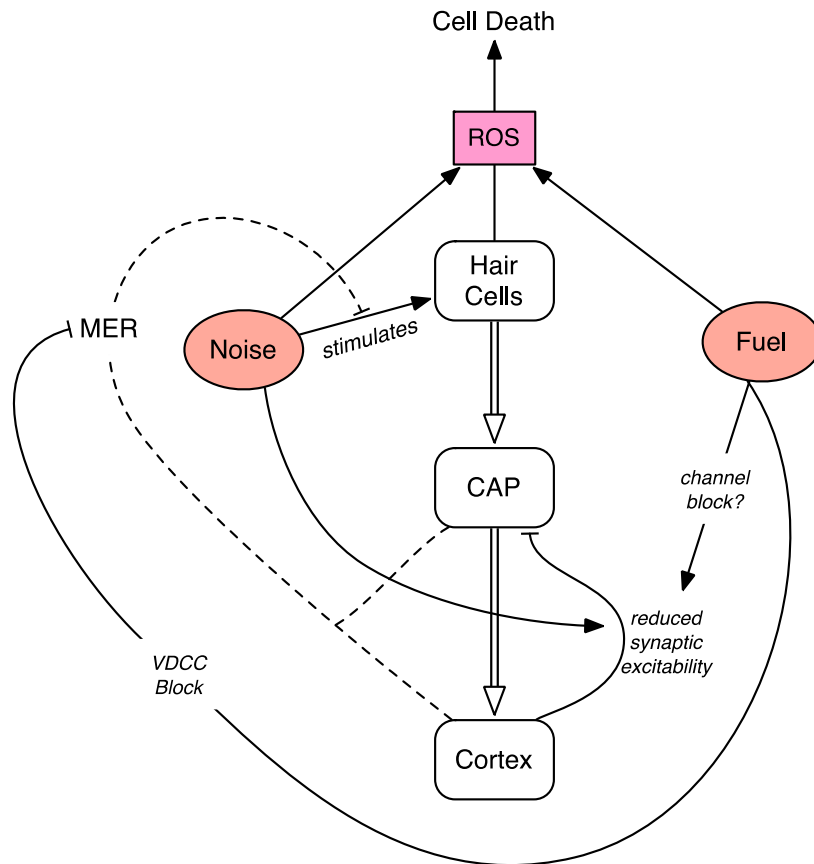 Cell Death
ROS
Hair
Cells
MER
Noise
stimulates
Fuel
CAP
channel
block?
reduced
synaptic
excitability
VDCC
Block
Cortex